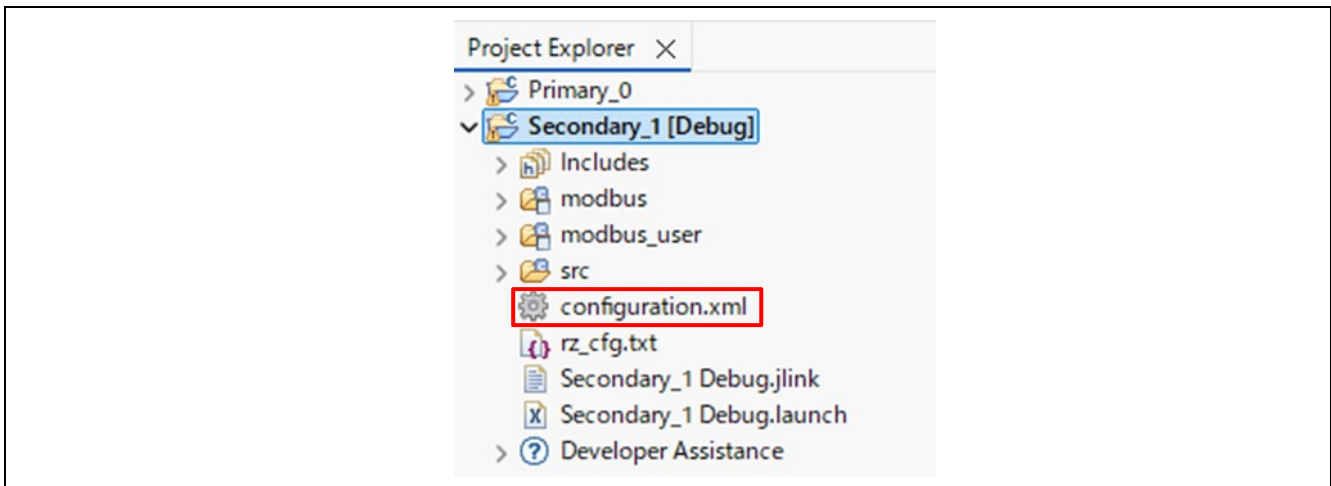 Project Explorer
Primary_0
Secondary_1 [Debug]
Includes
modbus
modbus_user
src
configuration.xml
rz_cfg.txt
Secondary_1 Debug.jlink
Secondary_1 Debug.launch
Developer Assistance